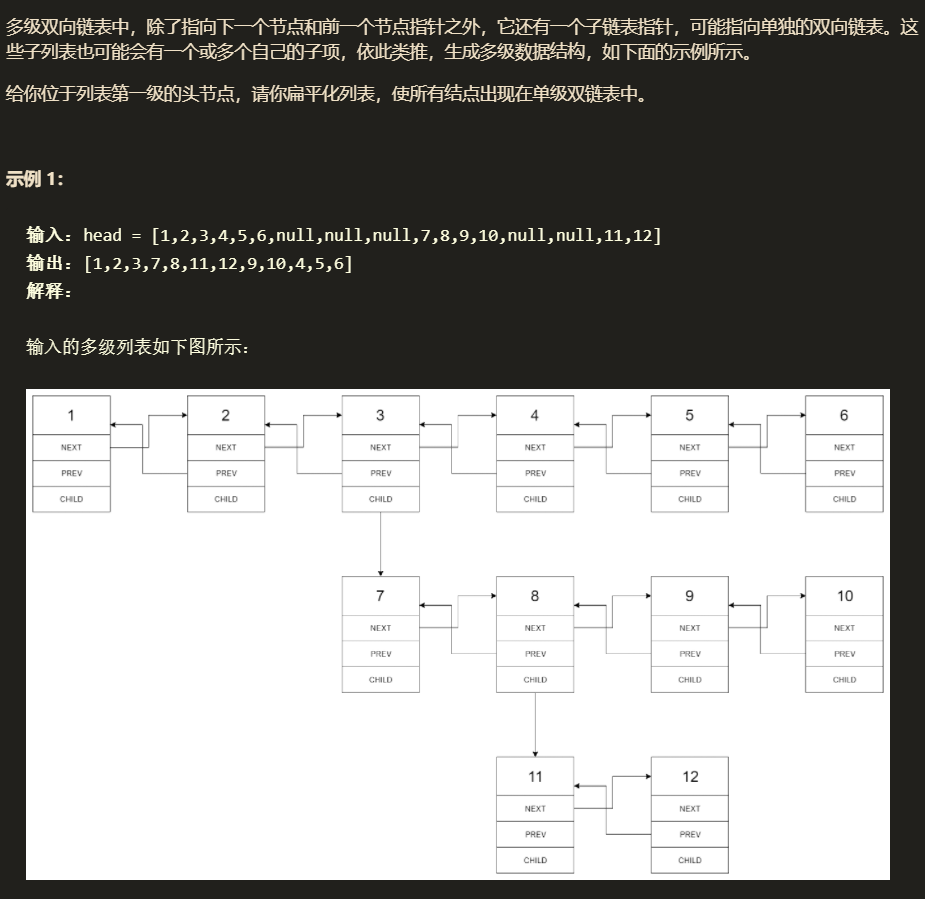 多级双向链表中，除了指向下一个节点和前一个节点指针之外，它还有一个子链表指针，可能指向单独的双向链表。这
些子列表也可能会有一个或多个自己的子项，依此类推，生成多级数据结构，如下面的示例所示。
给你位于列表第一级的头节点，请你扁平化列表，使所有结点出现在单级双链表中。
示例 1：
输入：head = [1,2,3,4,5,6,null,null,null,7,8,9,10,null,null,11,12]
输出：[1,2,3,7,8,11,12,9,10,4,5,6]
解释：
输入的多级列表如下图所示：
1 2 3 4 5 6
NEXT NEXT NEXT NEXT NEXT NEXT
PREV PREV PREV PREV PREV PREV
CHILD CHILD CHILD CHILD CHILD CHILD
7 8 9 10
NEXT NEXT NEXT NEXT
PREV PREV PREV PREV
CHILD CHILD CHILD CHILD
11 12
NEXT NEXT
PREV PREV
CHILD CHILD